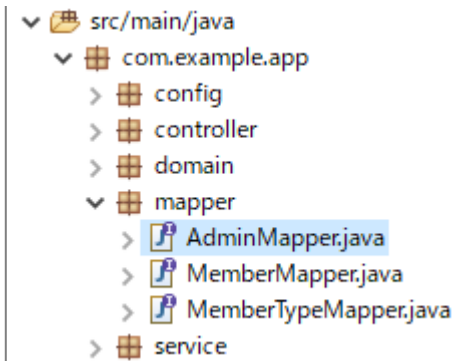 src/main/java
com.example.app
config
controller
domain
mapper
AdminMapper.java
MemberMapper.java
MemberTypeMapper.java
service